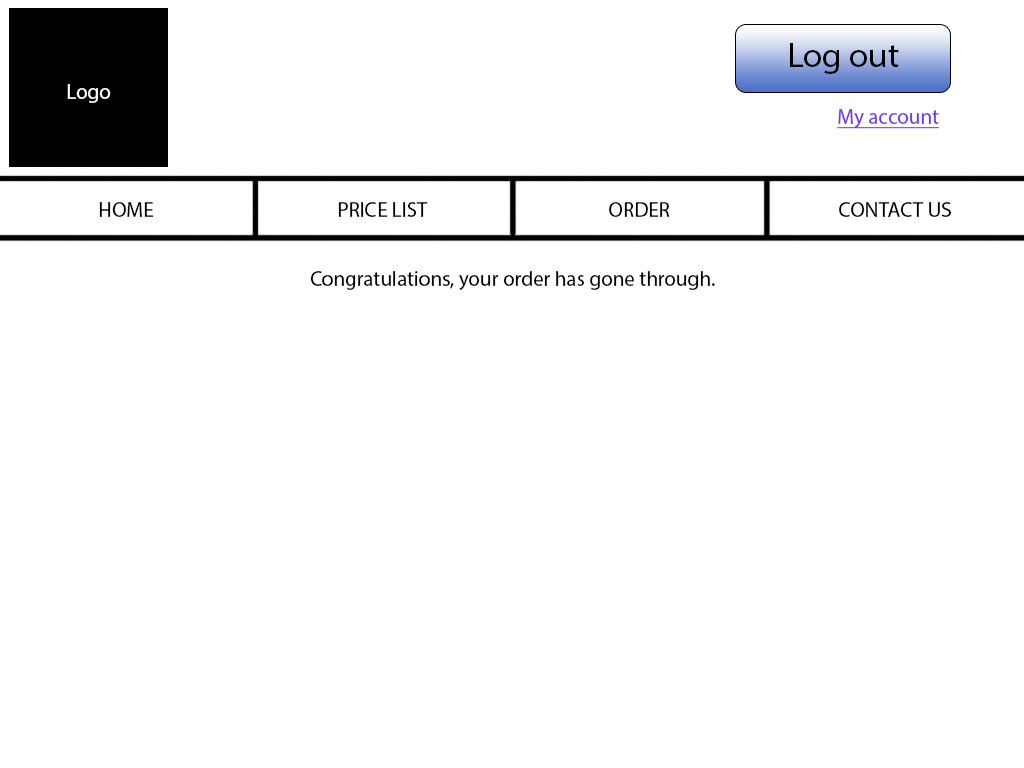 Logo
Log out
My account
HOME
PRICE LIST
ORDER
CONTACT US
Congratulations, your order has gone through.